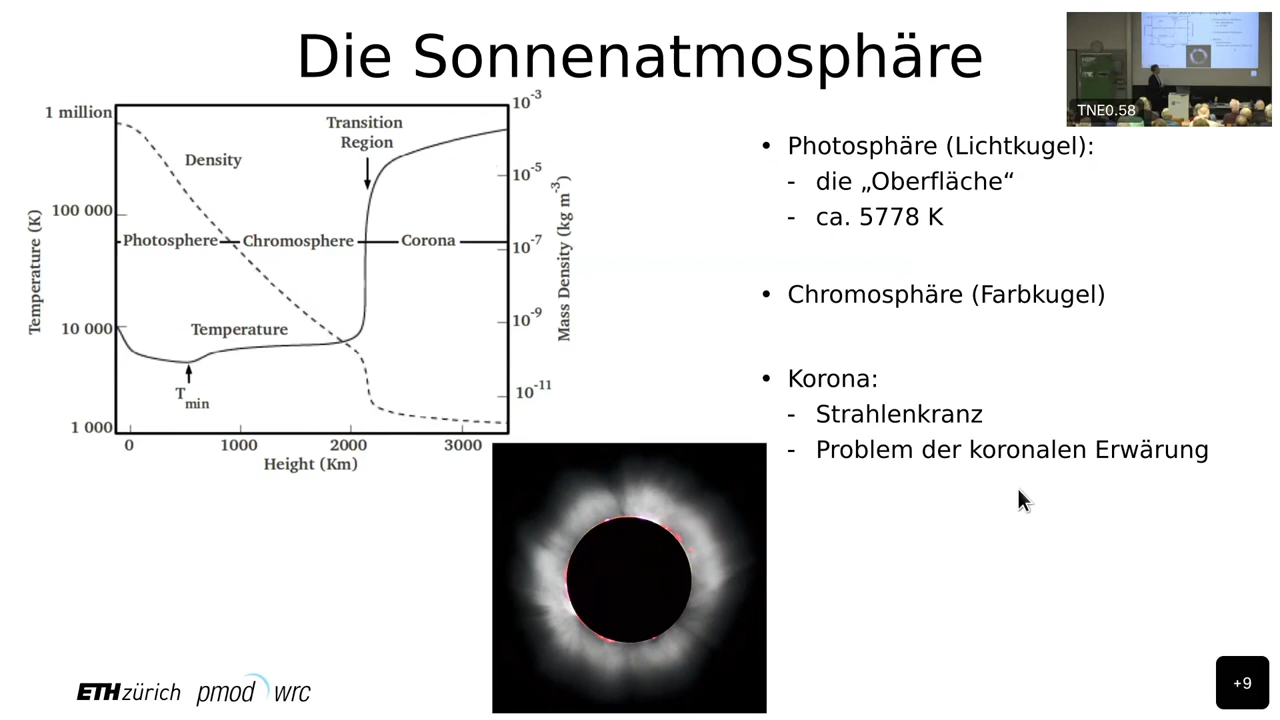 Die Sonnenatmosphäre
TNE0.58
1 million
100 000
10 000
1 000
Temperature (K)
Density
Transition
Region
Photosphere
Chromosphere
Corona
Temperature
T min
0
1000
2000
3000
Height (Km)
10-3
10-5
10-7
10-9
10-11
Mass Density (kg m-3)
• Photosphäre (Lichtkugel):
- die „Oberfläche“
- ca. 5778 K
• Chromosphäre (Farbkugel)
• Korona:
- Strahlenkranz
- Problem der koronalen Erwärung
ETH zürich pmod wrc
+9